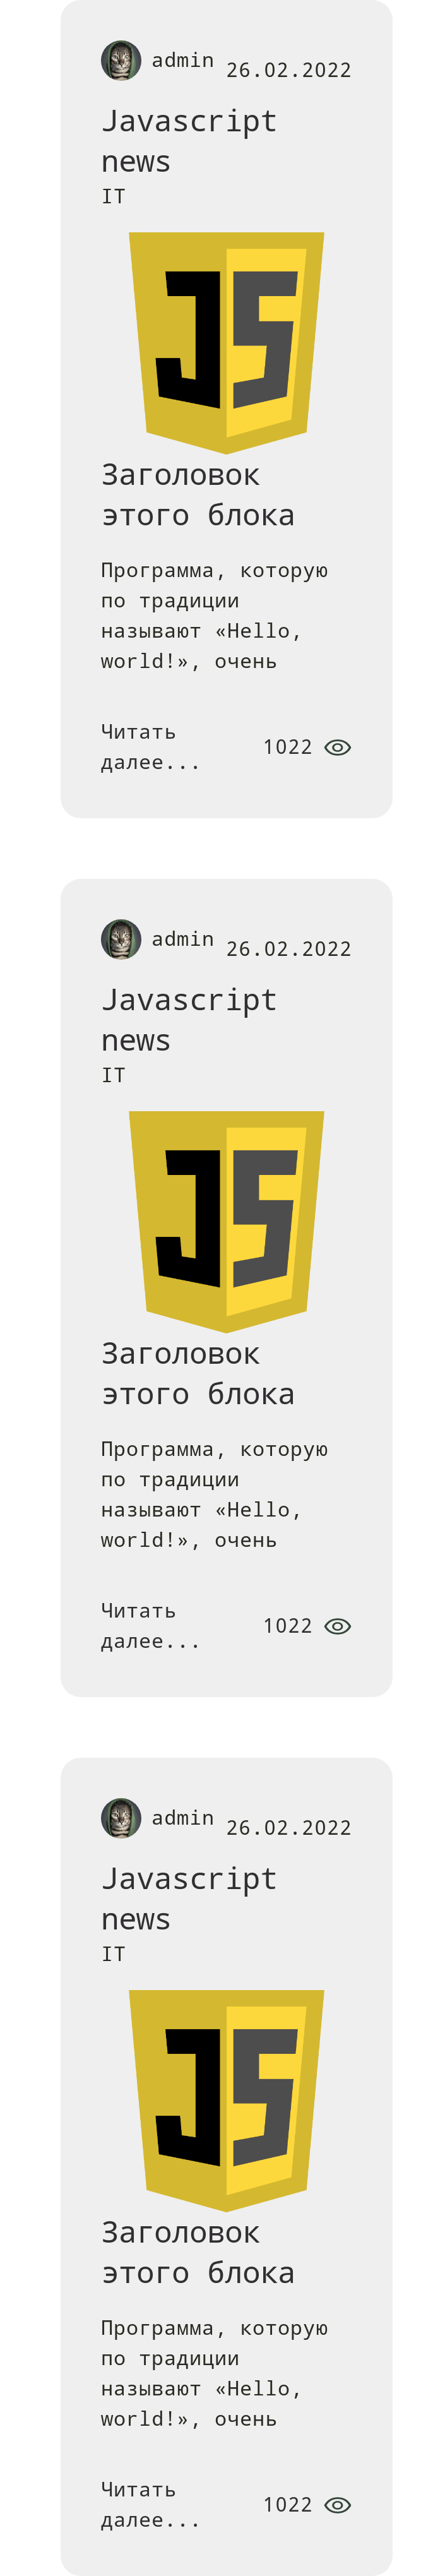 admin 26.02.2022
Javascript
news
IT
JS
Заголовок
этого блока
Программа, которую
по традиции
называют «Hello,
world!», очень
Читать
далее... 1022
admin 26.02.2022
Javascript
news
IT
JS
Заголовок
этого блока
Программа, которую
по традиции
называют «Hello,
world!», очень
Читать
далее... 1022
admin 26.02.2022
Javascript
news
IT
JS
Заголовок
этого блока
Программа, которую
по традиции
называют «Hello,
world!», очень
Читать
далее... 1022